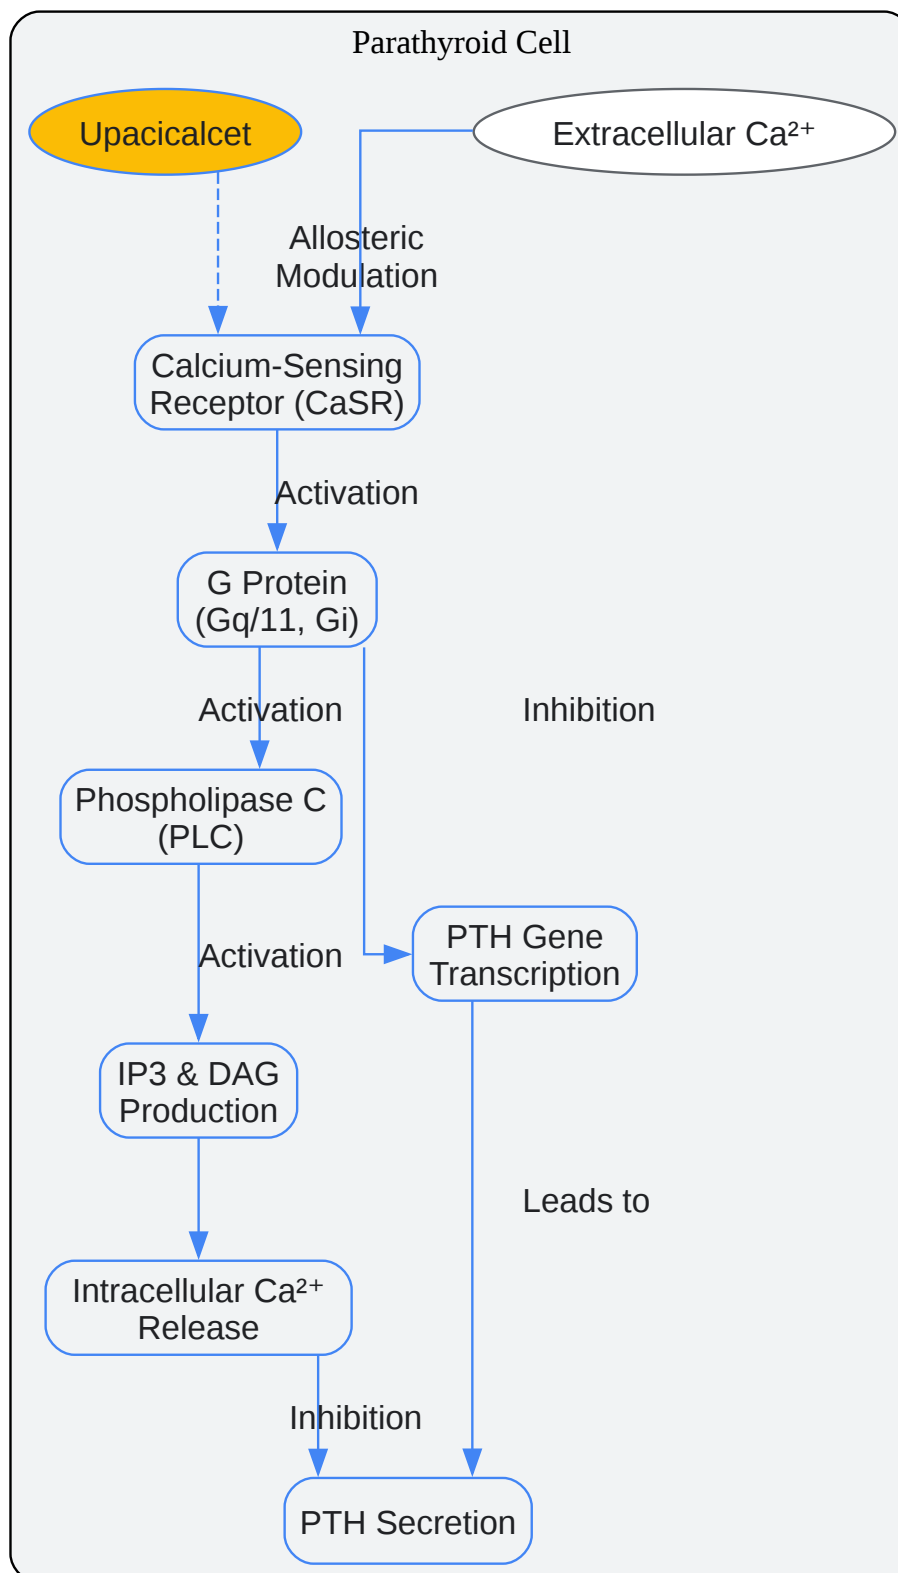 Parathyroid Cell
Upacicalcet
Extracellular Ca²⁺
Allosteric
Modulation
Calcium-Sensing
Receptor (CaSR)
Activation
G Protein
(Gq/11, Gi)
Activation
Inhibition
Phospholipase C
(PLC)
Activation
PTH Gene
Transcription
IP3 & DAG
Production
Leads to
Intracellular Ca²⁺
Release
Inhibition
PTH Secretion